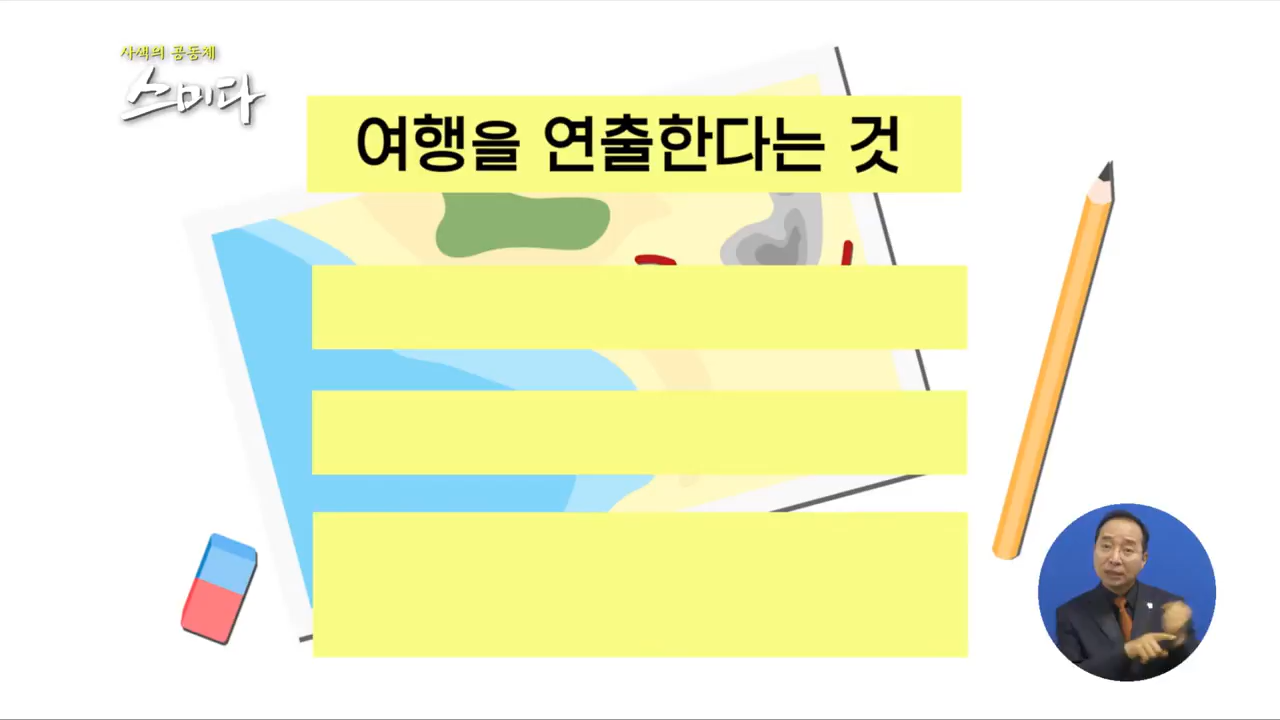 사색의 공동체
스미다
여행을 연출한다는 것